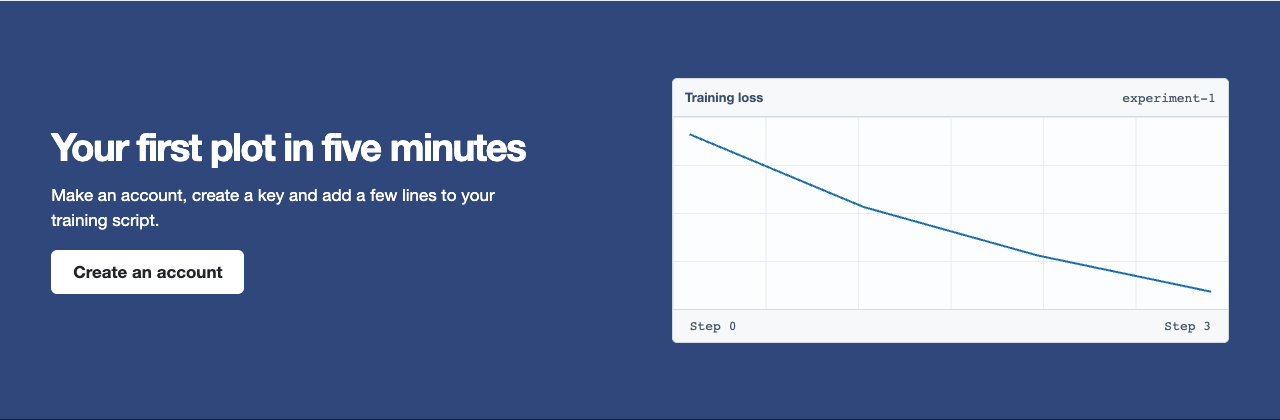 Your first plot in five minutes
Make an account, create a key and add a few lines to your
training script.
Create an account
Training loss
experiment-1
Step 0
Step 3